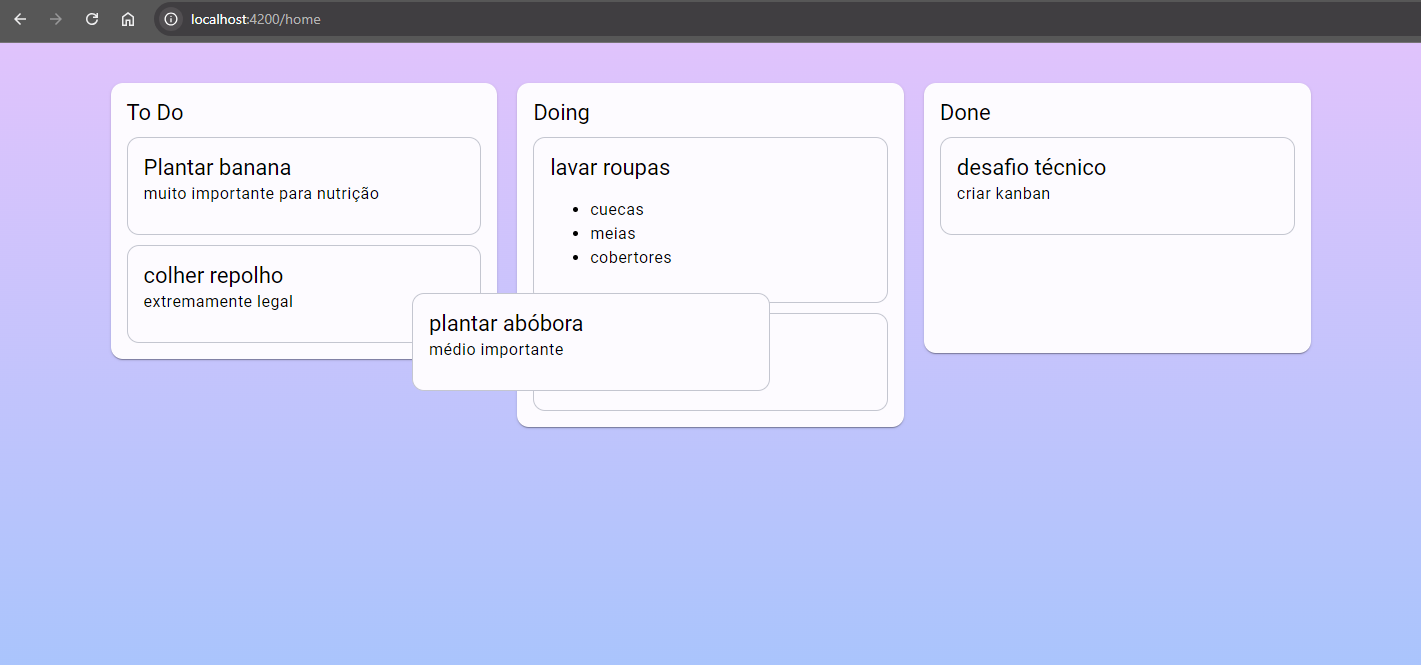 localhost:4200/home
To Do
Plantar banana
muito importante para nutrição
colher repolho
extremamente legal
Doing
lavar roupas
cuecas
meias
cobertores
plantar abóbora
médio importante
Done
desafio técnico
criar kanban